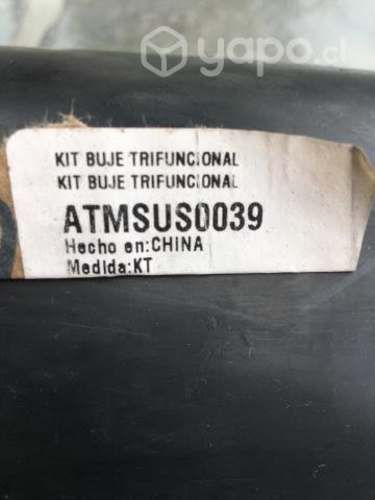 yapo.cl
KIT BUJE TRIFUNCIONAL
KIT BUJE TRIFUNCIONAL
ATMSUS0039
Hecho en:CHINA
Medida:KT